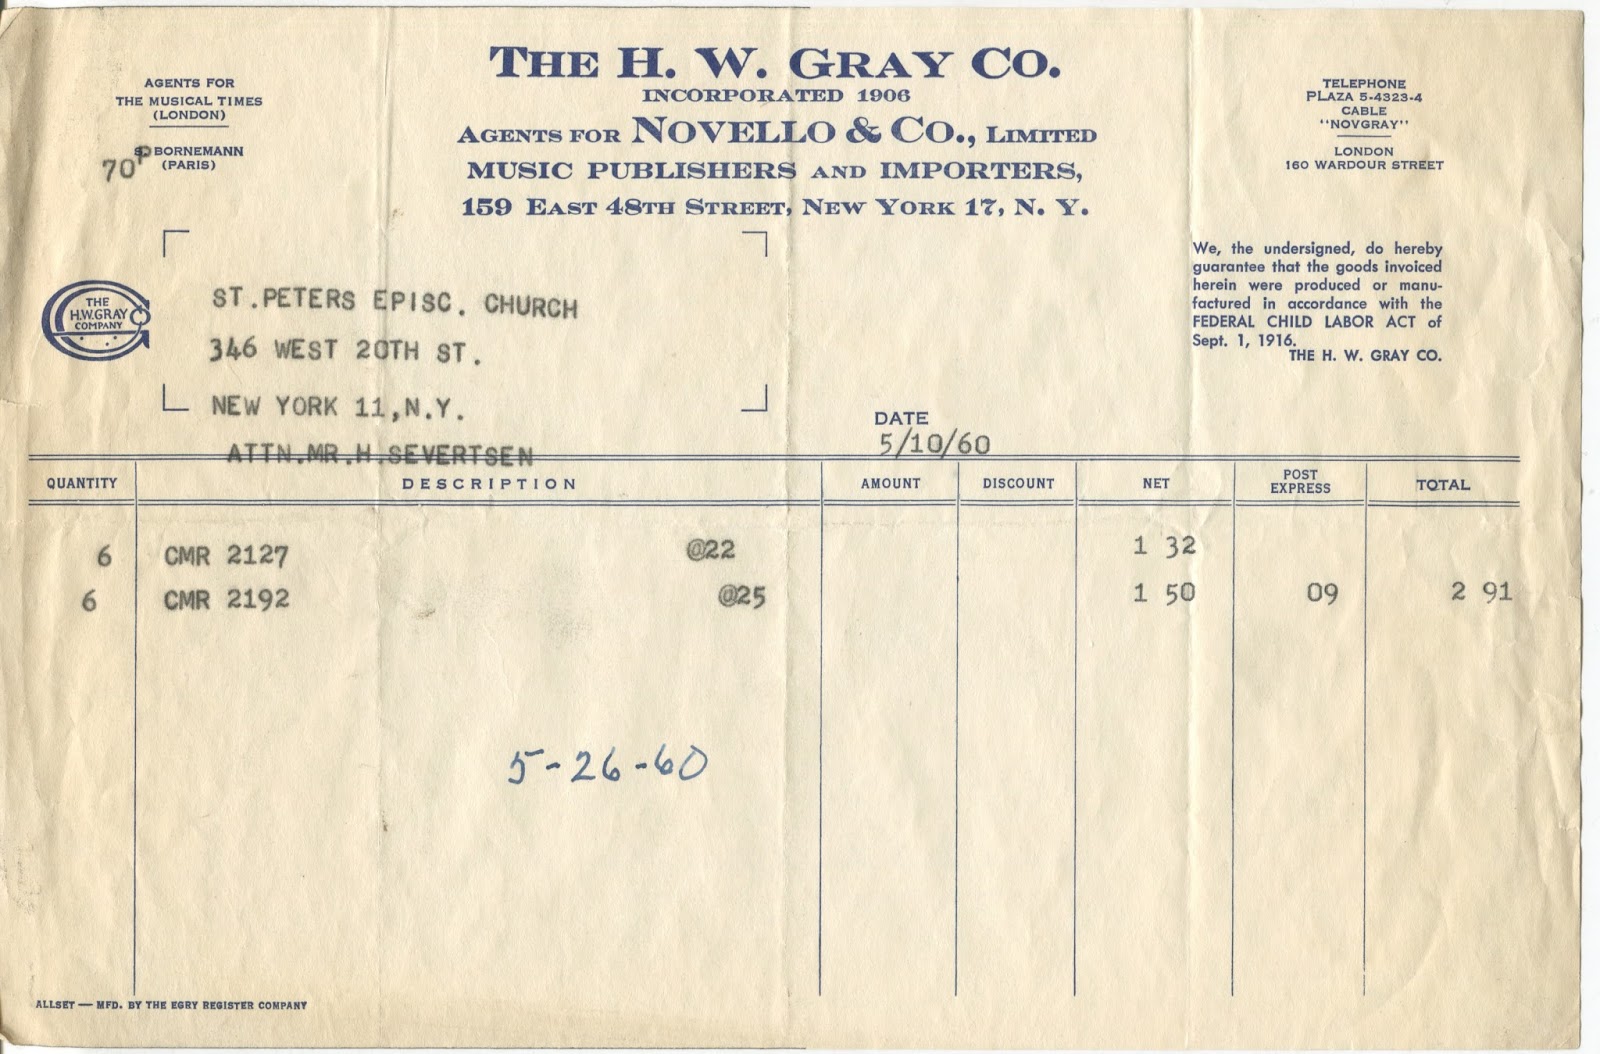 THE H. W. GRAY CO.
INCORPORATED 1906
AGENTS FOR NOVELLO & CO., LIMITED
MUSIC PUBLISHERS AND IMPORTERS,
159 EAST 48TH STREET, NEW YORK 17, N. Y.
AGENTS FOR
THE MUSICAL TIMES
(LONDON)
BORNEMANN
(PARIS)
70P
TELEPHONE
PLAZA 5-4323-4
CABLE
"NOVGRAY"
LONDON
160 WARDOUR STREET
We, the undersigned, do hereby
guarantee that the goods invoiced
herein were produced or manu-
factured in accordance with the
FEDERAL CHILD LABOR ACT of
Sept. 1, 1916.
THE H. W. GRAY CO.
THE
H.W.GRAY
COMPANY
ST.PETERS EPISC. CHURCH
346 WEST 20TH ST.
NEW YORK 11,N.Y.
ATTN.MR.H.SEVERTSEN
DATE
5/10/60
QUANTITY DESCRIPTION AMOUNT DISCOUNT NET POST EXPRESS TOTAL
6 CMR 2127 @22 1 32
6 CMR 2192 @25 1 50 09 2 91
5-26-60
ALLSET — MFD. BY THE EGRY REGISTER COMPANY